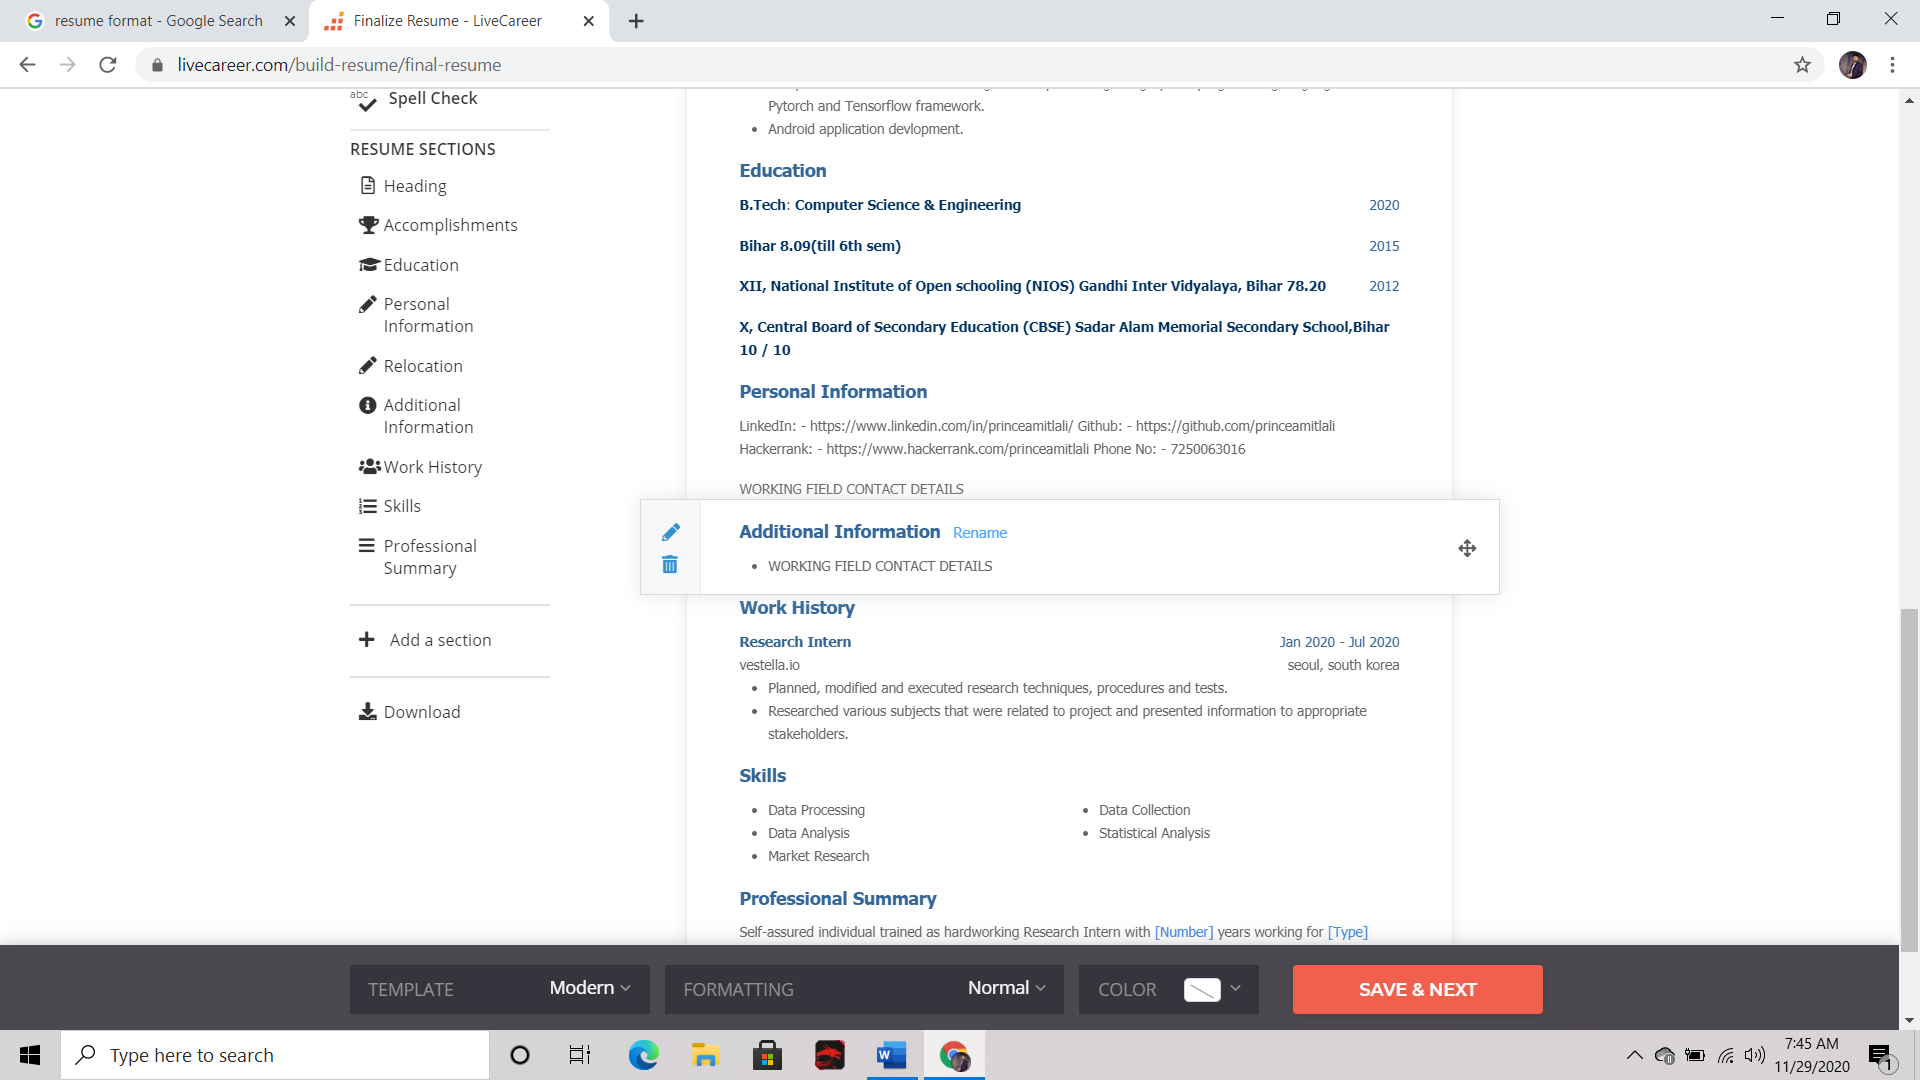 resume format - Google Search
Finalize Resume - LiveCareer
livecareer.com/build-resume/final-resume
abc
Spell Check
RESUME SECTIONS
Heading
Accomplishments
Education
Personal
Information
Relocation
Additional
Information
Work History
Skills
Professional
Summary
Add a section
Download
Pytorch and Tensorflow framework.
Android application devlopment.
Education
B.Tech: Computer Science & Engineering 2020
Bihar 8.09(till 6th sem) 2015
XII, National Institute of Open schooling (NIOS) Gandhi Inter Vidyalaya, Bihar 78.20 2012
X, Central Board of Secondary Education (CBSE) Sadar Alam Memorial Secondary School,Bihar
10 / 10
Personal Information
LinkedIn: - https://www.linkedin.com/in/princeamitlali/ Github: - https://github.com/princeamitlali
Hackerrank: - https://www.hackerrank.com/princeamitlali Phone No: - 7250063016
WORKING FIELD CONTACT DETAILS
Additional Information Rename
WORKING FIELD CONTACT DETAILS
Work History
Research Intern Jan 2020 - Jul 2020
vestella.io seoul, south korea
Planned, modified and executed research techniques, procedures and tests.
Researched various subjects that were related to project and presented information to appropriate
stakeholders.
Skills
Data Processing Data Collection
Data Analysis Statistical Analysis
Market Research
Professional Summary
Self-assured individual trained as hardworking Research Intern with [Number] years working for [Type]
TEMPLATE Modern FORMATTING Normal COLOR SAVE & NEXT
Type here to search
7:45 AM
11/29/2020
1